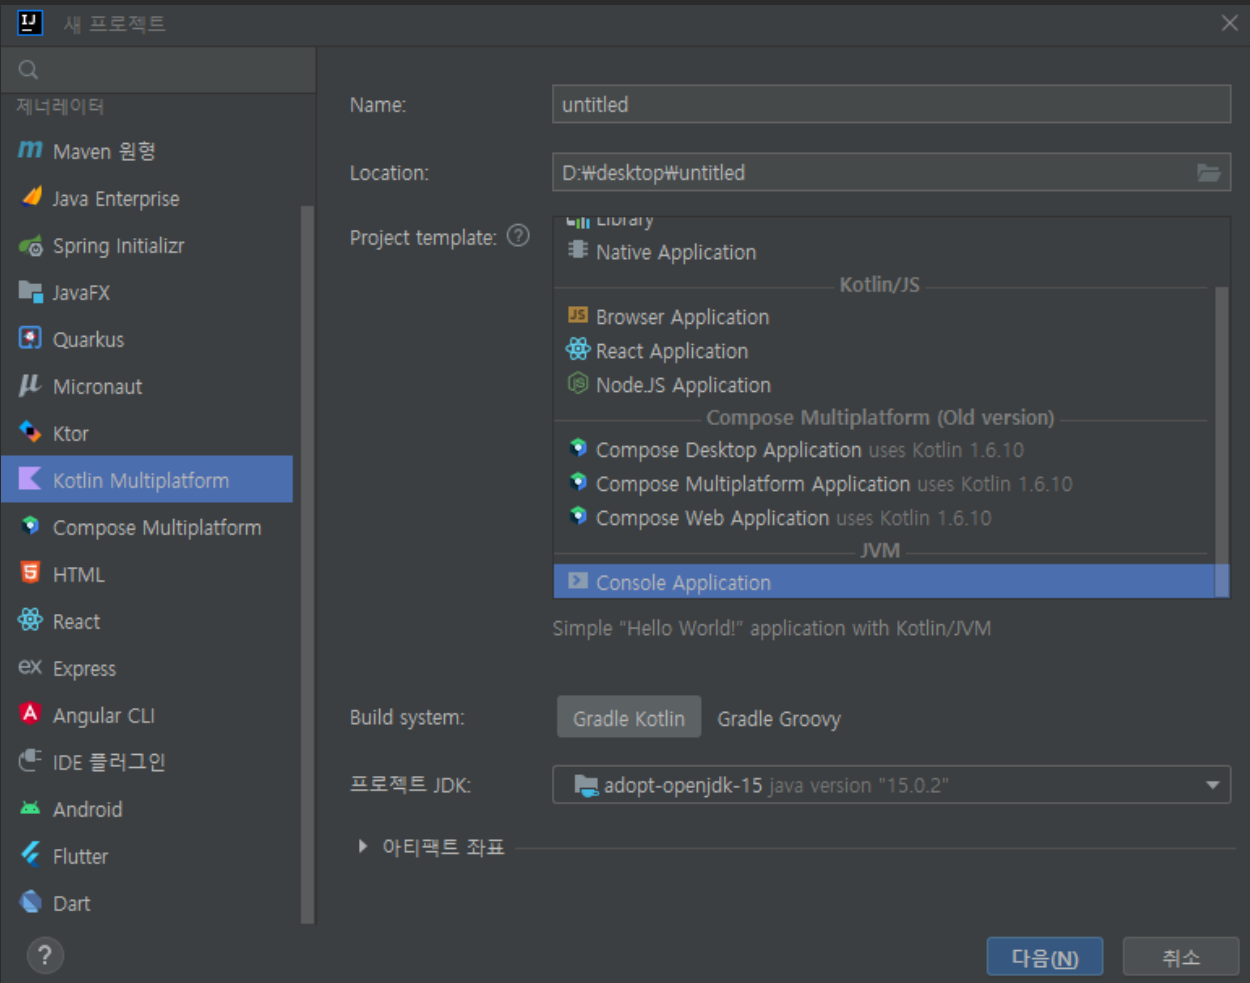 새 프로젝트
제너레이터
Maven 원형
Java Enterprise
Spring Initializr
JavaFX
Quarkus
Micronaut
Ktor
Kotlin Multiplatform
Compose Multiplatform
HTML
React
Express
Angular CLI
IDE 플러그인
Android
Flutter
Dart
Name: untitled
Location: D:₩desktop₩untitled
Project template:
Library
Native Application
Kotlin/JS
Browser Application
React Application
Node.JS Application
Compose Multiplatform (Old version)
Compose Desktop Application uses Kotlin 1.6.10
Compose Multiplatform Application uses Kotlin 1.6.10
Compose Web Application uses Kotlin 1.6.10
JVM
Console Application
Simple "Hello World!" application with Kotlin/JVM
Build system: Gradle Kotlin Gradle Groovy
프로젝트 JDK: adopt-openjdk-15 java version "15.0.2"
아티팩트 좌표
다음(N) 취소